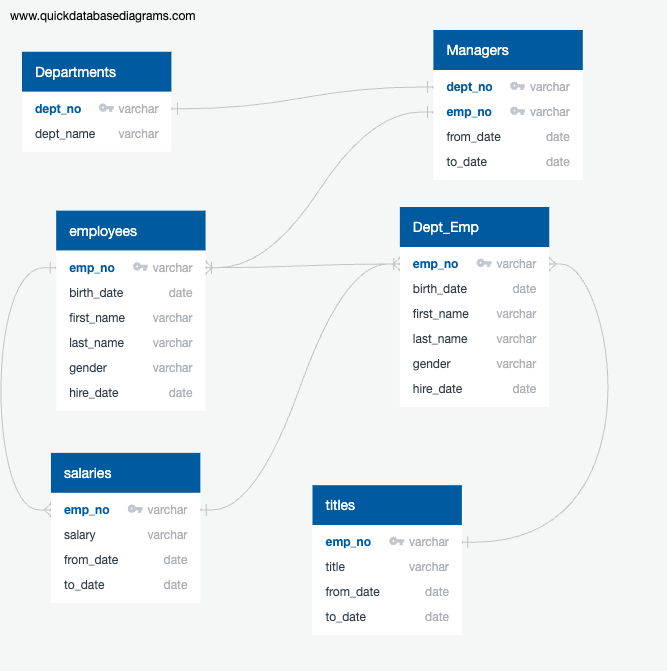 www.quickdatabasediagrams.com
Departments
dept_no varchar
dept_name varchar
Managers
dept_no varchar
emp_no varchar
from_date date
to_date date
employees
emp_no varchar
birth_date date
first_name varchar
last_name varchar
gender varchar
hire_date date
Dept_Emp
emp_no varchar
birth_date date
first_name varchar
last_name varchar
gender varchar
hire_date date
salaries
emp_no varchar
salary varchar
from_date date
to_date date
titles
emp_no varchar
title varchar
from_date date
to_date date